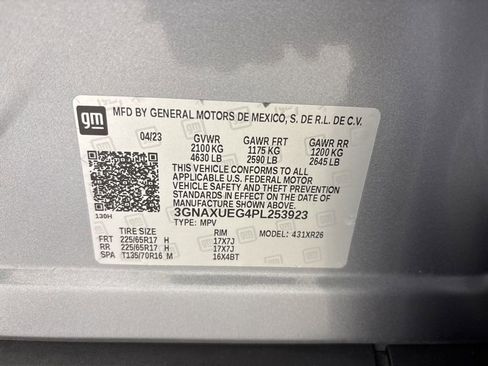 gm
MFD BY GENERAL MOTORS DE MEXICO, S. DE R.L. DE C.V.
04/23 GVWR GAWR FRT GAWR RR
2100 KG 1175 KG 1200 KG
4630 LB 2590 LB 2645 LB
THIS VEHICLE CONFORMS TO ALL
APPLICABLE U.S. FEDERAL MOTOR
VEHICLE SAFETY AND THEFT PREVENTION
STANDARDS IN EFFECT ON THE DATE OF
MANUFACTURE SHOWN ABOVE.
130H 3GNAXUEG4PL253923
TYPE: MPV MODEL: 431XR26
TIRE SIZE RIM
FRT 225/65R17 H 17X7J
RR 225/65R17 H 17X7J
SPA T135/70R16 M 16X4BT